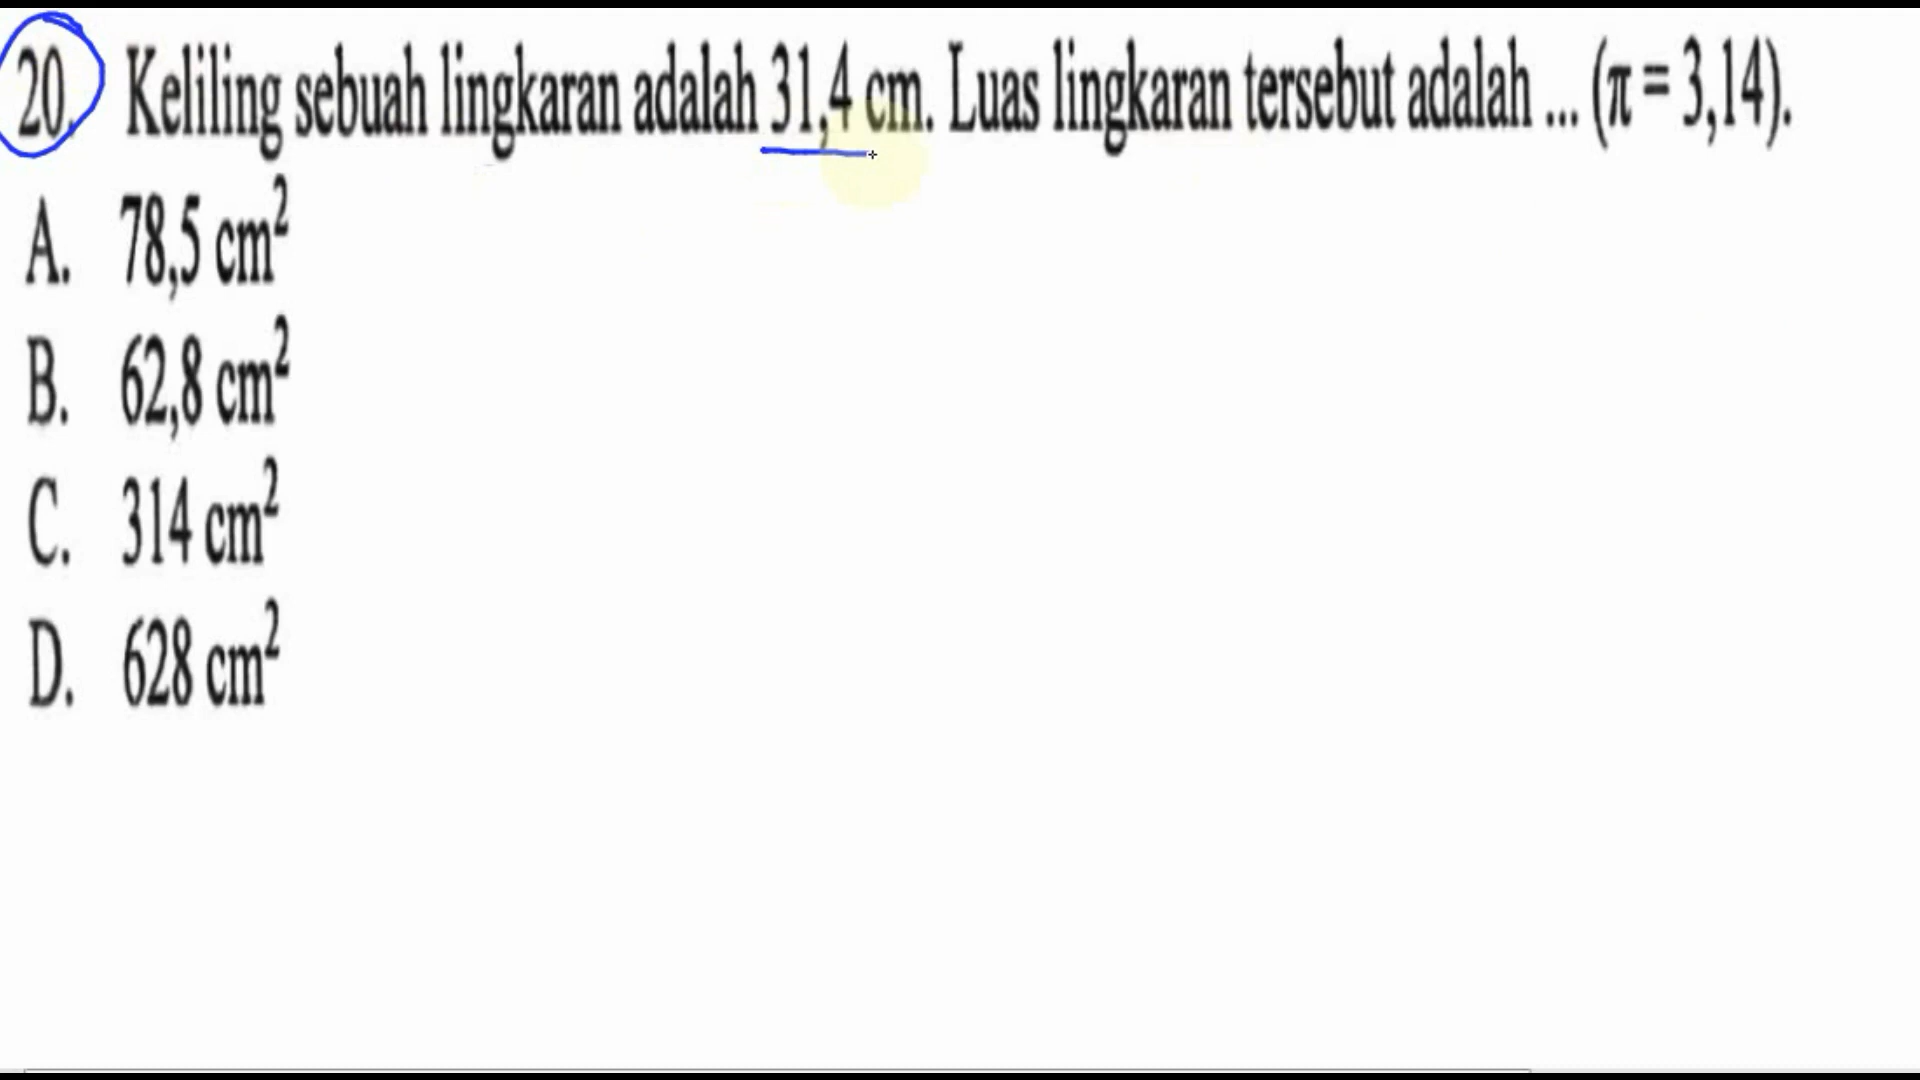 20. Keliling sebuah lingkaran adalah 31,4 cm. Luas lingkaran tersebut adalah ... (π = 3,14).
A. 78,5 cm²
B. 62,8 cm²
C. 314 cm²
D. 628 cm²